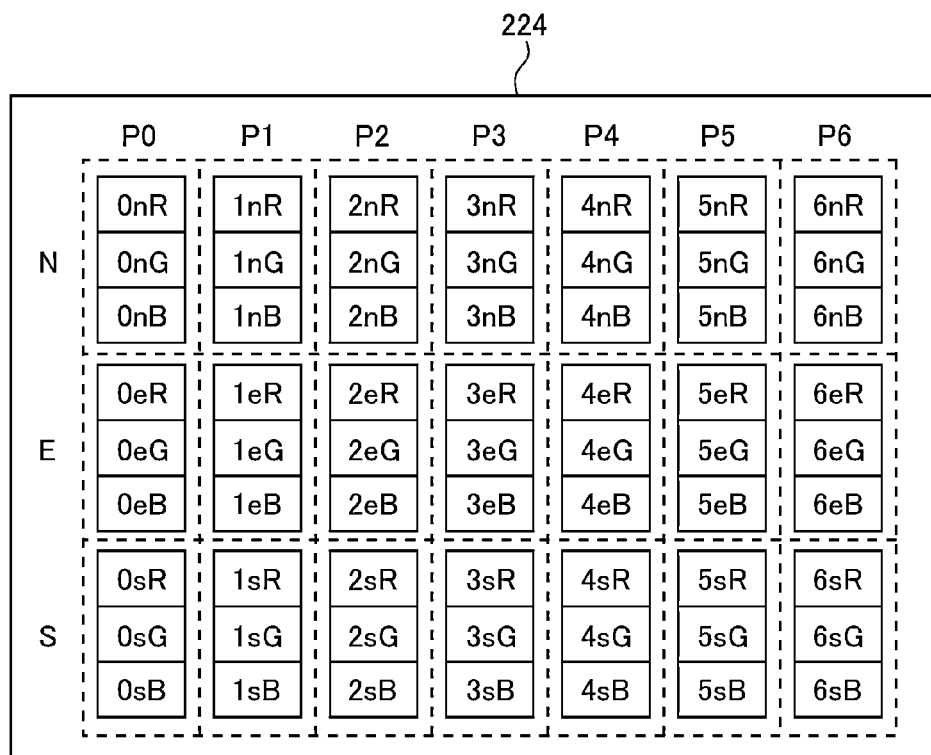 224
P0 P1 P2 P3 P4 P5 P6
0nR 1nR 2nR 3nR 4nR 5nR 6nR
N 0nG 1nG 2nG 3nG 4nG 5nG 6nG
0nB 1nB 2nB 3nB 4nB 5nB 6nB
0eR 1eR 2eR 3eR 4eR 5eR 6eR
E 0eG 1eG 2eG 3eG 4eG 5eG 6eG
0eB 1eB 2eB 3eB 4eB 5eB 6eB
0sR 1sR 2sR 3sR 4sR 5sR 6sR
S 0sG 1sG 2sG 3sG 4sG 5sG 6sG
0sB 1sB 2sB 3sB 4sB 5sB 6sB